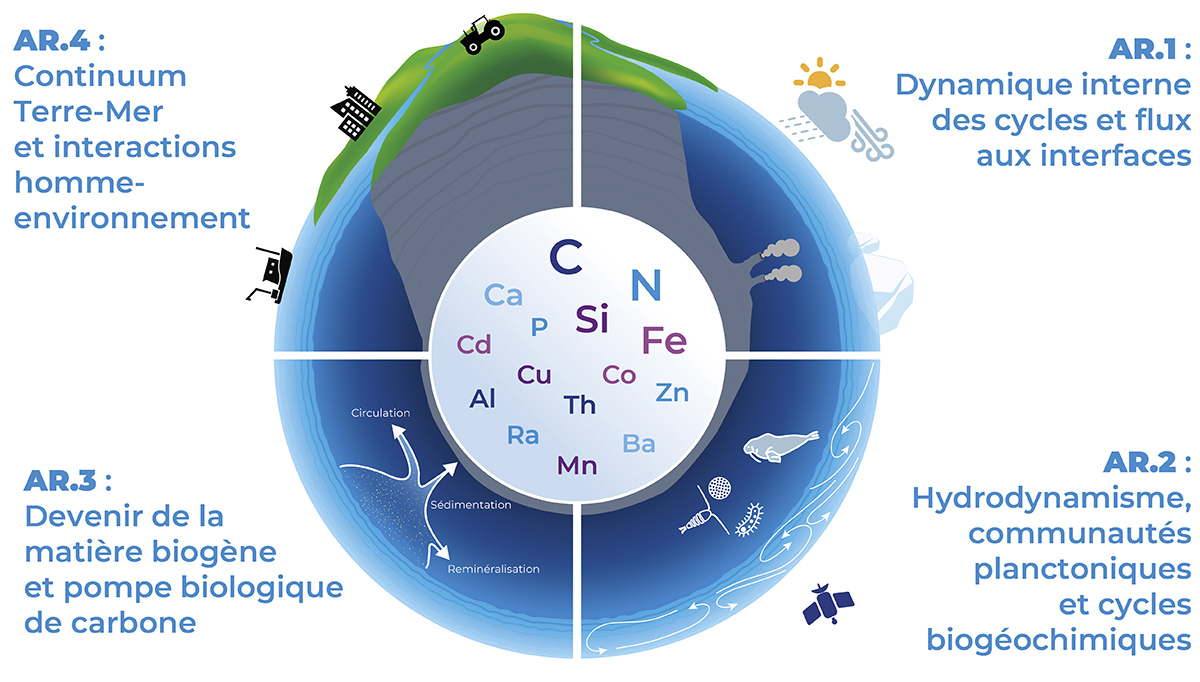 AR.4 :
Continuum
Terre-Mer
et interactions
homme-
environnement
AR.1 :
Dynamique interne
des cycles et flux
aux interfaces
C
N
Ca
Si
P
Fe
Cd
Cu
Co
Zn
Al
Th
Ra
Ba
Mn
Circulation
Sédimentation
Reminéralisation
AR.3 :
Devenir de la
matière biogène
et pompe biologique
de carbone
AR.2 :
Hydrodynamisme,
communautés
planctoniques
et cycles
biogéochimiques